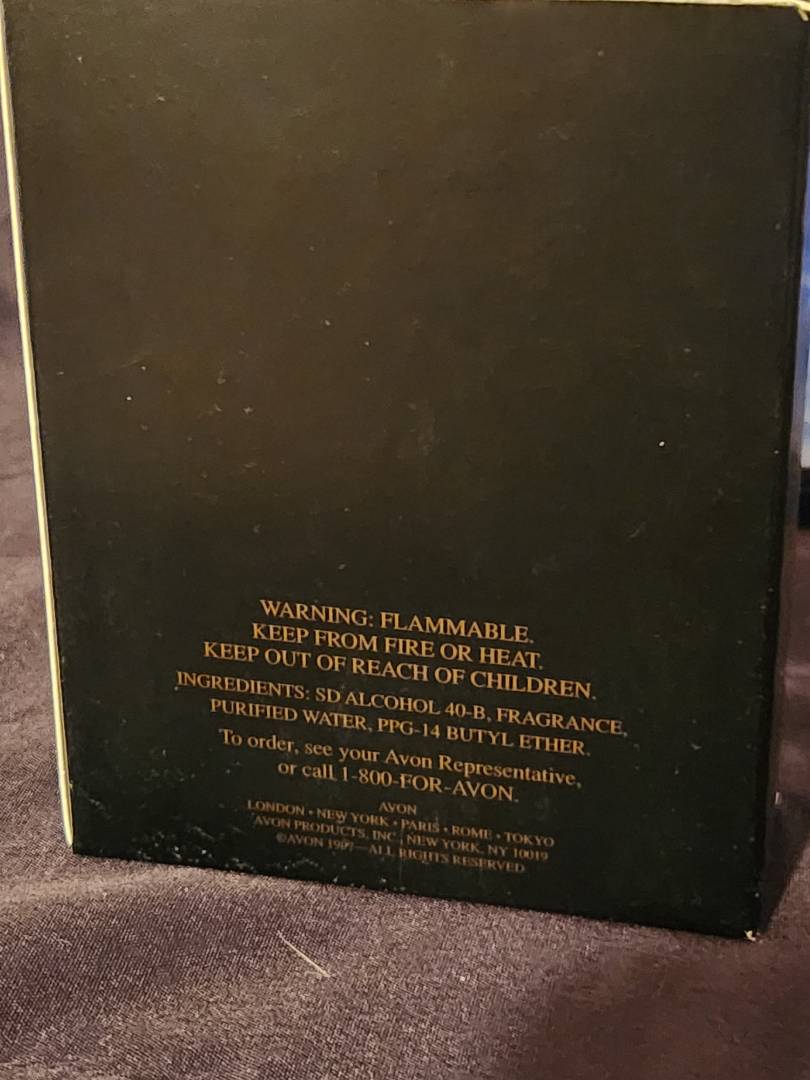 WARNING: FLAMMABLE.
KEEP FROM FIRE OR HEAT.
KEEP OUT OF REACH OF CHILDREN.
INGREDIENTS: SD ALCOHOL 40-B, FRAGRANCE,
PURIFIED WATER, PPG-14 BUTYL ETHER.
To order, see your Avon Representative,
or call 1-800-FOR-AVON.
AVON
LONDON • NEW YORK • PARIS • ROME • TOKYO
AVON PRODUCTS, INC., NEW YORK, NY 10019
©AVON 1997—ALL RIGHTS RESERVED